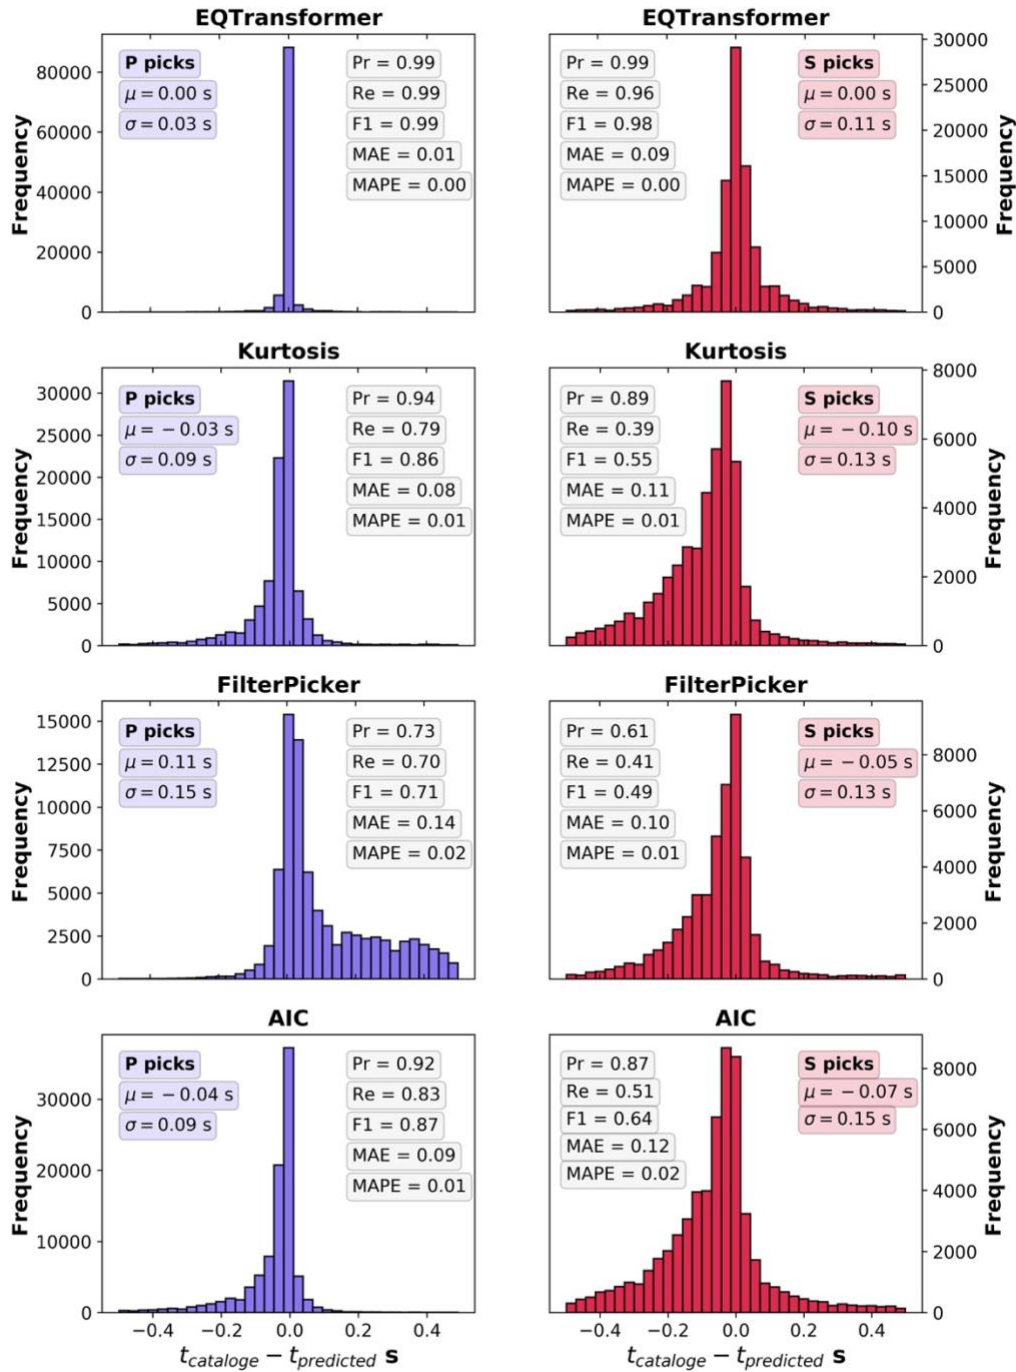 EQTransformer
EQTransformer
P picks
μ = 0.00 s
σ = 0.03 s
Pr = 0.99
Re = 0.99
F1 = 0.99
MAE = 0.01
MAPE = 0.00
80000
60000
40000
20000
0
Frequency
Pr = 0.99
Re = 0.96
F1 = 0.98
MAE = 0.09
MAPE = 0.00
S picks
μ = 0.00 s
σ = 0.11 s
30000
25000
20000
15000
10000
5000
0
Frequency
Kurtosis
Kurtosis
P picks
μ = −0.03 s
σ = 0.09 s
Pr = 0.94
Re = 0.79
F1 = 0.86
MAE = 0.08
MAPE = 0.01
30000
25000
20000
15000
10000
5000
0
Frequency
Pr = 0.89
Re = 0.39
F1 = 0.55
MAE = 0.11
MAPE = 0.01
S picks
μ = −0.10 s
σ = 0.13 s
8000
6000
4000
2000
0
Frequency
FilterPicker
FilterPicker
P picks
μ = 0.11 s
σ = 0.15 s
Pr = 0.73
Re = 0.70
F1 = 0.71
MAE = 0.14
MAPE = 0.02
15000
12500
10000
7500
5000
2500
0
Frequency
Pr = 0.61
Re = 0.41
F1 = 0.49
MAE = 0.10
MAPE = 0.01
S picks
μ = −0.05 s
σ = 0.13 s
8000
6000
4000
2000
0
Frequency
AIC
AIC
P picks
μ = −0.04 s
σ = 0.09 s
Pr = 0.92
Re = 0.83
F1 = 0.87
MAE = 0.09
MAPE = 0.01
30000
20000
10000
0
Frequency
Pr = 0.87
Re = 0.51
F1 = 0.64
MAE = 0.12
MAPE = 0.02
S picks
μ = −0.07 s
σ = 0.15 s
8000
6000
4000
2000
0
Frequency
−0.4 −0.2 0.0 0.2 0.4
t_cataloge − t_predicted s
−0.4 −0.2 0.0 0.2 0.4
t_cataloge − t_predicted s